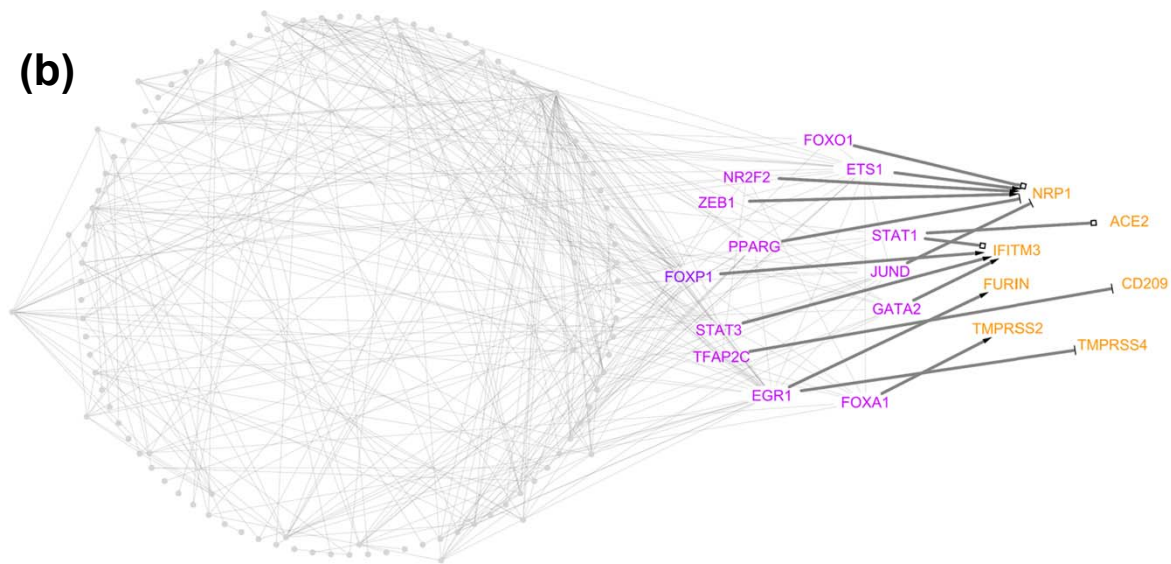 (b)
FOXO1
ETS1
NR2F2
NRP1
ZEB1
ACE2
STAT1
PPARG
IFITM3
JUND
FOXP1
FURIN
CD209
GATA2
STAT3
TMPRSS2
TFAP2C
TMPRSS4
EGR1
FOXA1